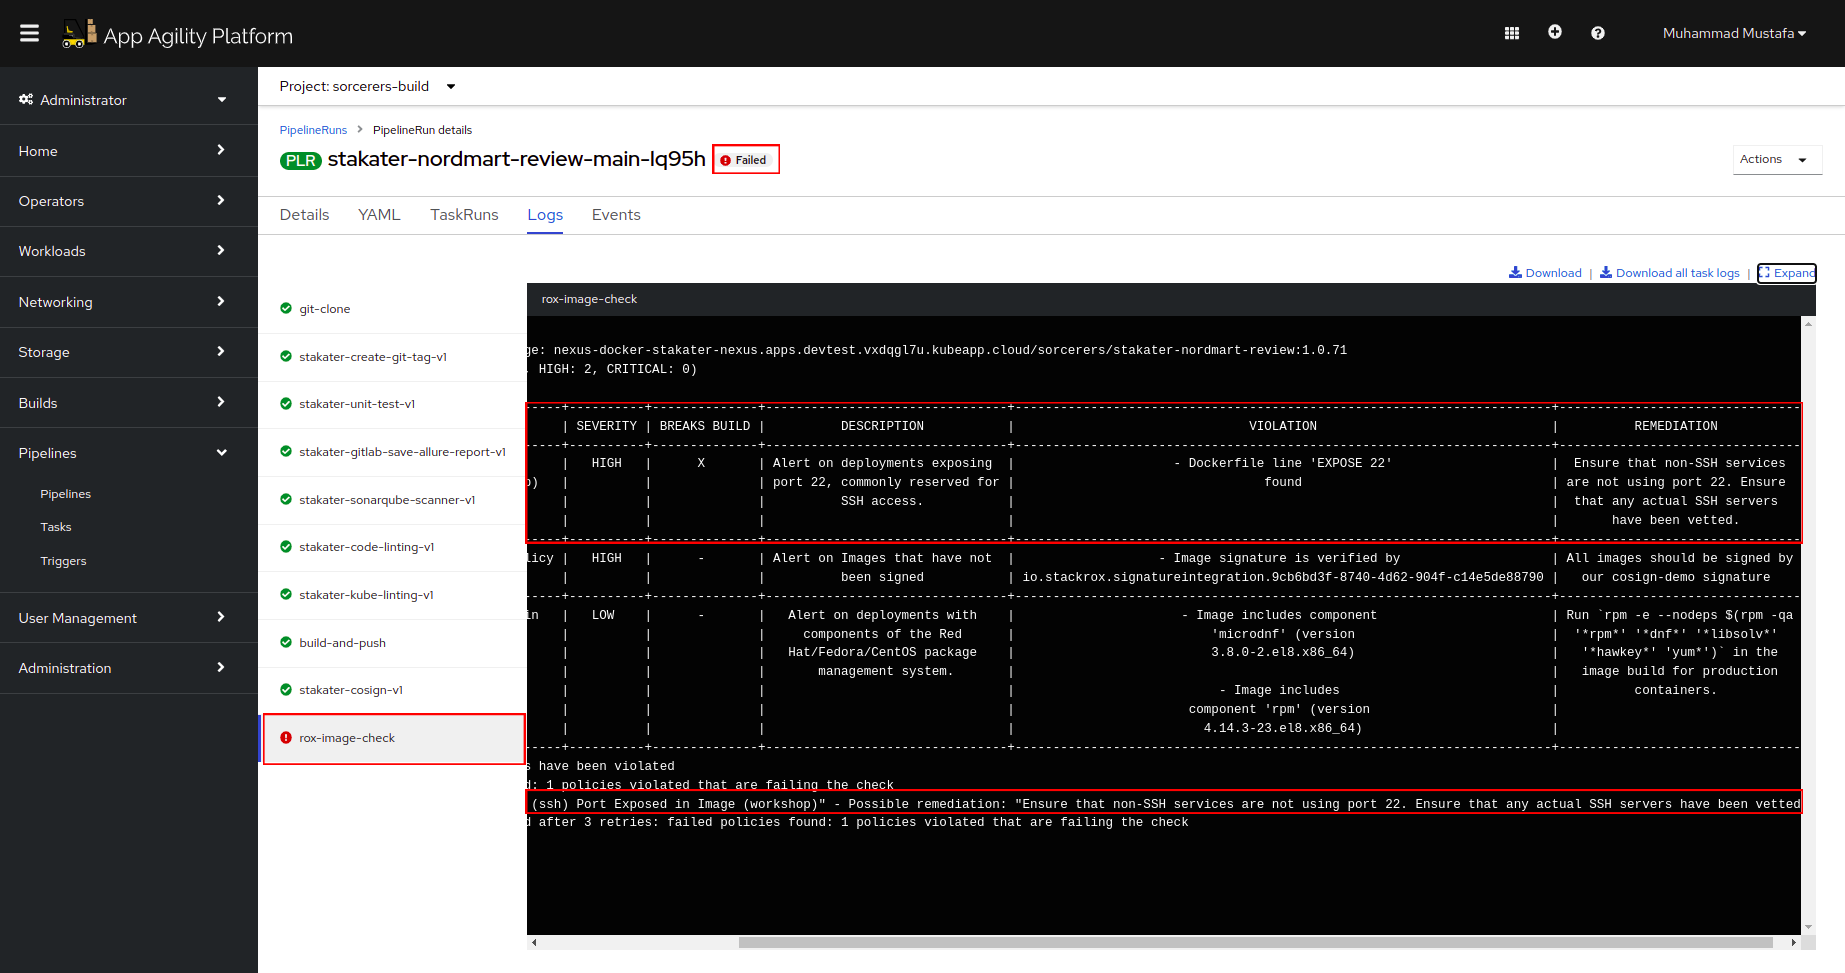 App Agility Platform
Muhammad Mustafa
Administrator
Home
Operators
Workloads
Networking
Storage
Builds
Pipelines
Pipelines
Tasks
Triggers
User Management
Administration
Project: sorcerers-build
PipelineRuns > PipelineRun details
PLR stakater-nordmart-review-main-lq95h Failed
Actions
Details YAML TaskRuns Logs Events
Download | Download all task logs | Expand
git-clone
stakater-create-git-tag-v1
stakater-unit-test-v1
stakater-gitlab-save-allure-report-v1
stakater-sonarqube-scanner-v1
stakater-code-linting-v1
stakater-kube-linting-v1
build-and-push
stakater-cosign-v1
rox-image-check
rox-image-check
ge: nexus-docker-stakater-nexus.apps.devtest.vxdqgl7u.kubeapp.cloud/sorcerers/stakater-nordmart-review:1.0.71
, HIGH: 2, CRITICAL: 0)
-----+----------+--------------+--------------------------------+-----------------------------------------------------------------------+--------------------------------
| SEVERITY | BREAKS BUILD | DESCRIPTION | VIOLATION | REMEDIATION
-----+----------+--------------+--------------------------------+-----------------------------------------------------------------------+--------------------------------
| HIGH | X | Alert on deployments exposing | - Dockerfile line 'EXPOSE 22' | Ensure that non-SSH services
p) | | | port 22, commonly reserved for | found | are not using port 22. Ensure
| | | SSH access. | | that any actual SSH servers
| | | | | have been vetted.
-----+----------+--------------+--------------------------------+-----------------------------------------------------------------------+--------------------------------
licy | HIGH | - | Alert on Images that have not | - Image signature is verified by | All images should be signed by
| | | been signed | io.stackrox.signatureintegration.9cb6bd3f-8740-4d62-904f-c14e5de88790 | our cosign-demo signature
-----+----------+--------------+--------------------------------+-----------------------------------------------------------------------+--------------------------------
in | LOW | - | Alert on deployments with | - Image includes component | Run `rpm -e --nodeps $(rpm -qa
| | | components of the Red | 'microdnf' (version | '*rpm*' '*dnf*' '*libsolv*'
| | | Hat/Fedora/CentOS package | 3.8.0-2.el8.x86_64) | '*hawkey*' 'yum*')` in the
| | | management system. | | image build for production
| | | | - Image includes | containers.
| | | | component 'rpm' (version |
| | | | 4.14.3-23.el8.x86_64) |
-----+----------+--------------+--------------------------------+-----------------------------------------------------------------------+--------------------------------
s have been violated
d: 1 policies violated that are failing the check
(ssh) Port Exposed in Image (workshop)" - Possible remediation: "Ensure that non-SSH services are not using port 22. Ensure that any actual SSH servers have been vetted
d after 3 retries: failed policies found: 1 policies violated that are failing the check